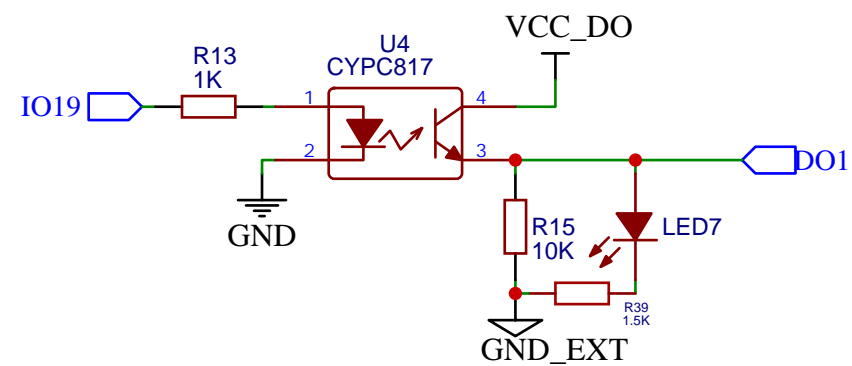 VCC_DO
U4
CYPC817
R13
1K
IO19
1
4
2
3
DO1
GND
R15
10K
LED7
R39
1.5K
GND_EXT